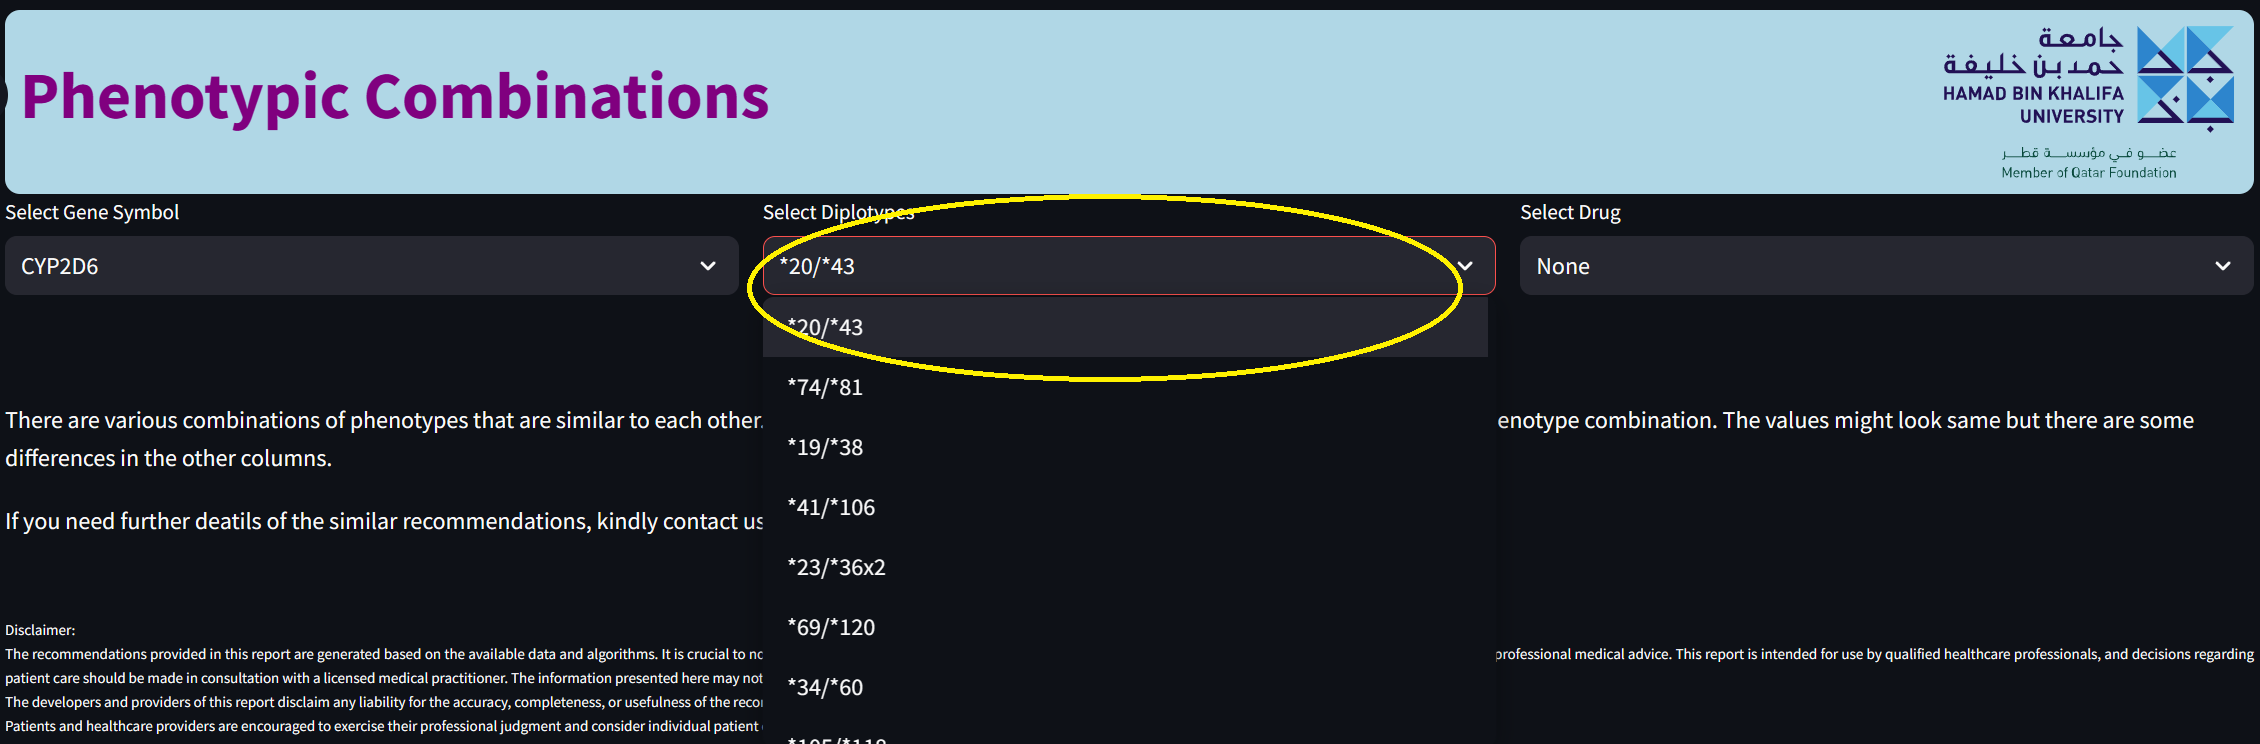 Phenotypic Combinations
جامعة
حمد بن خليفة
HAMAD BIN KHALIFA
UNIVERSITY
عضو في مؤسسة قطر
Member of Qatar Foundation
Select Gene Symbol
Select Diplotypes
Select Drug
CYP2D6
*20/*43
None
*20/*43
*74/*81
*19/*38
*41/*106
*23/*36x2
*69/*120
*34/*60
There are various combinations of phenotypes that are similar to each other. enotype combination. The values might look same but there are some
differences in the other columns.
If you need further deatils of the similar recommendations, kindly contact us
Disclaimer:
The recommendations provided in this report are generated based on the available data and algorithms. It is crucial to no professional medical advice. This report is intended for use by qualified healthcare professionals, and decisions regarding
patient care should be made in consultation with a licensed medical practitioner. The information presented here may not
The developers and providers of this report disclaim any liability for the accuracy, completeness, or usefulness of the reco
Patients and healthcare providers are encouraged to exercise their professional judgment and consider individual patient